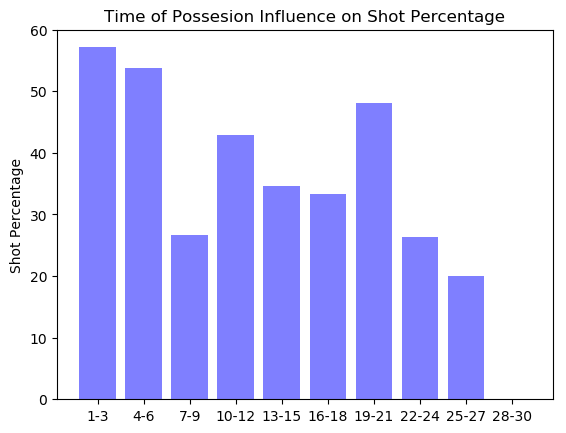 Time of Possesion Influence on Shot Percentage
60
50
40
30
20
10
0
Shot Percentage
1-3 4-6 7-9 10-12 13-15 16-18 19-21 22-24 25-27 28-30